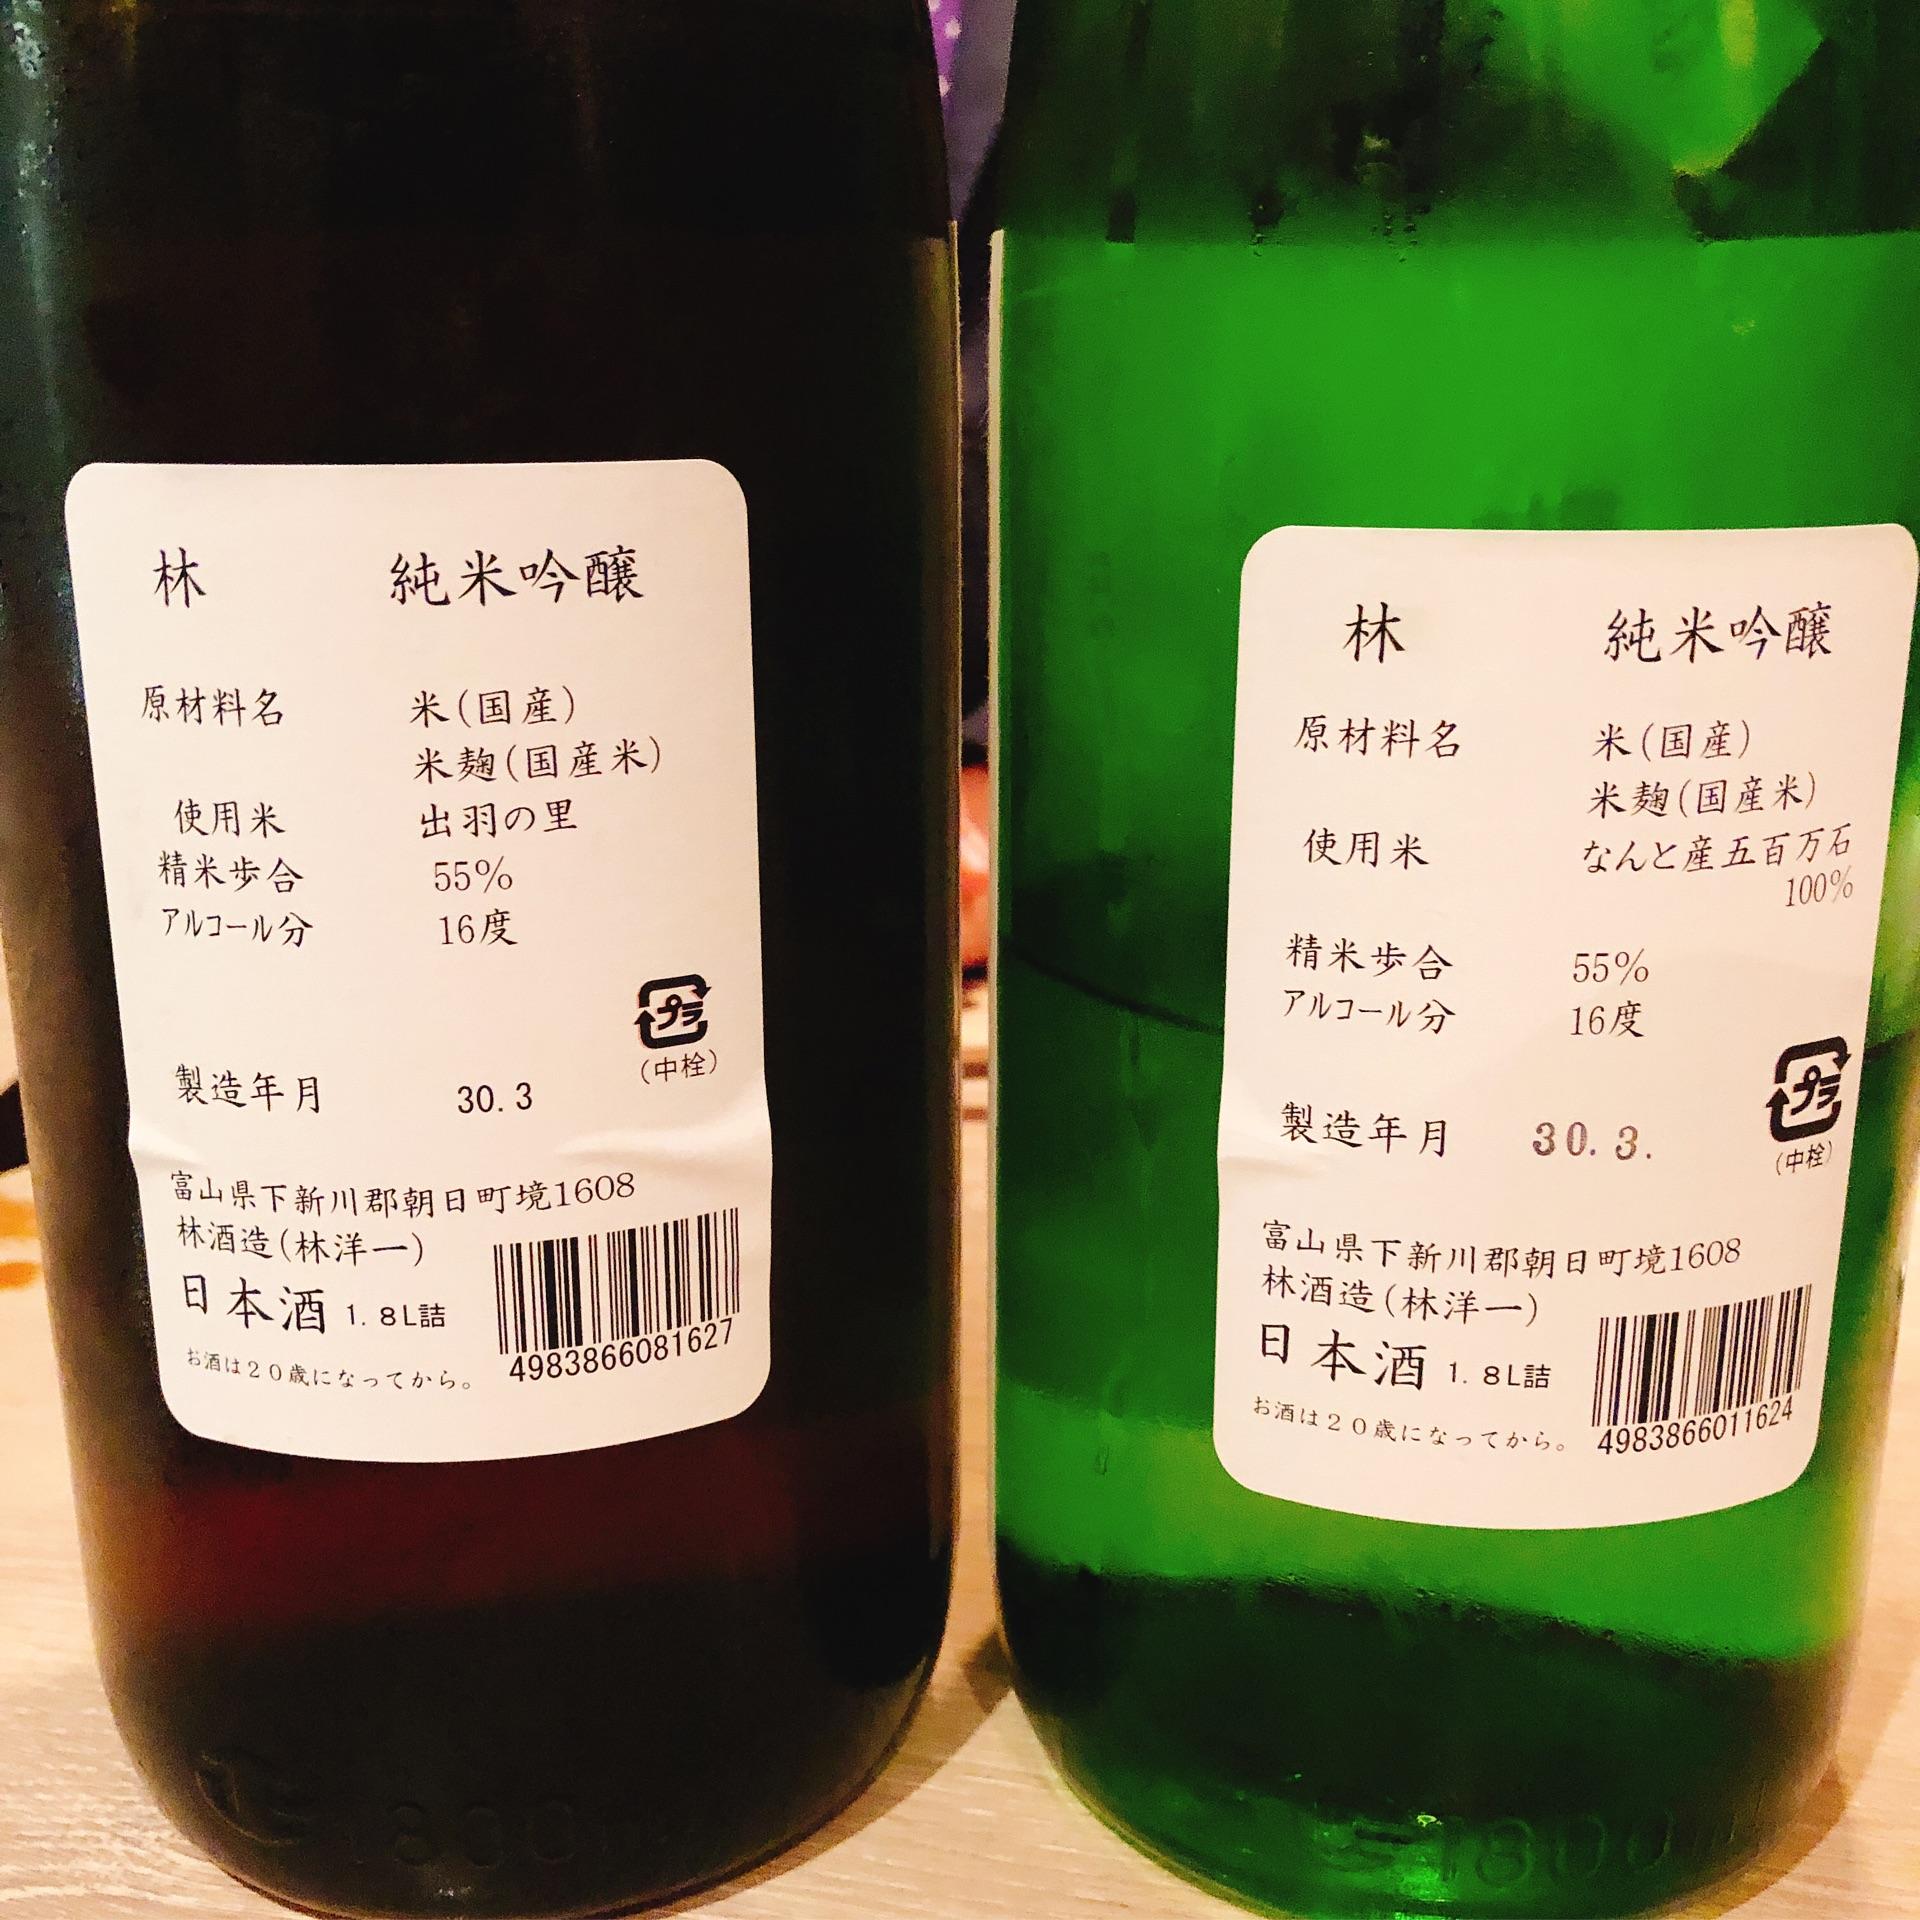 林 純米吟醸
原材料名 米(国産)
米麹(国産米)
使用米 出羽の里
精米歩合 55%
アルコール分 16度
プラ
(中栓)
製造年月 30.3
富山県下新川郡朝日町境1608
林酒造(林洋一)
日本酒 1.8L詰
お酒は20歳になってから。
4983866081627
1800
林 純米吟醸
原材料名 米(国産)
米麹(国産米)
使用米 なんと産五百万石
100%
精米歩合 55%
アルコール分 16度
プラ
(中栓)
製造年月 30.3.
富山県下新川郡朝日町境1608
林酒造(林洋一)
日本酒 1.8L詰
お酒は20歳になってから。
4983866011624
1800